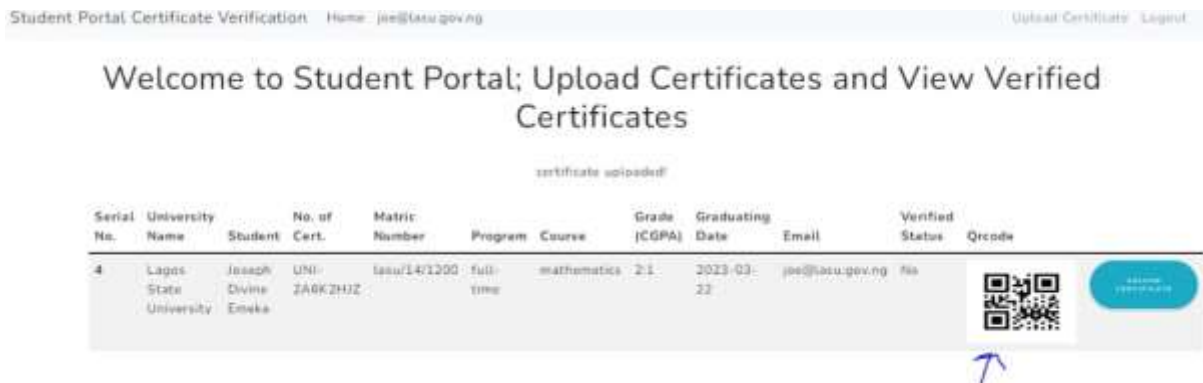 Student Portal Certificate Verification Home joe@lasu.gov.ng Upload Certificate Logout
Welcome to Student Portal; Upload Certificates and View Verified
Certificates
certificate uploaded!
Serial University No. of Matric Grade Graduating Verified
No. Name Student Cert. Number Program Course (CGPA) Date Email Status Qrcode
4 Lagos Joseph UNI- lasu/14/1200 full- mathematics 2:1 2023-03- joe@lasu.gov.ng No
State Divine time 22
University Emeka